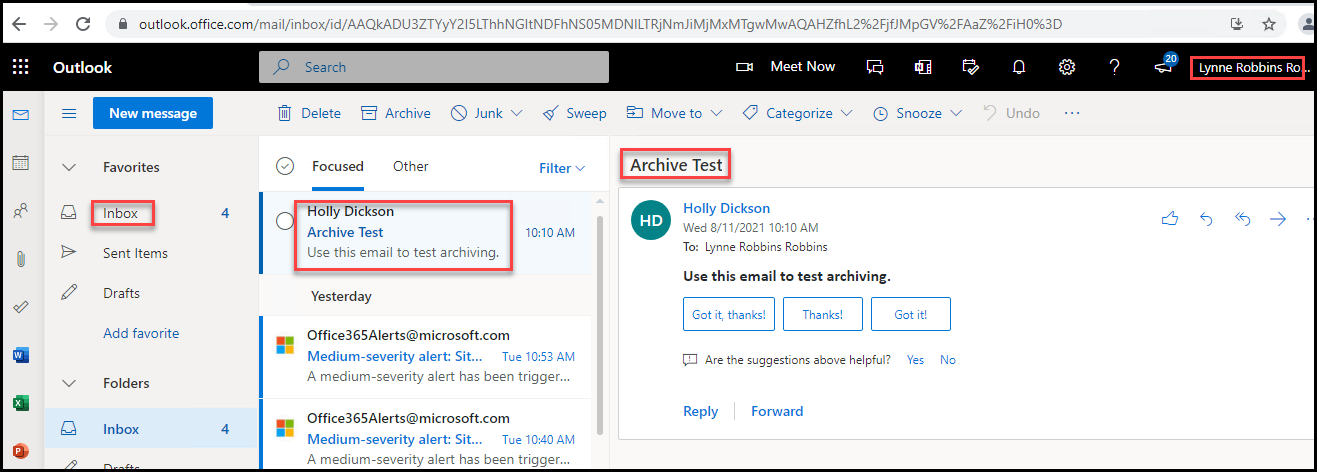 outlook.office.com/mail/inbox/id/AAQkADU3ZTYyY2I5LThhNGItNDFhNS05MDNlLTRjNmJiMjMxMTgwMwAQAHZfhL2%2FjfJMpGV%2FAaZ%2FiH0%3D
Outlook
Search
Meet Now
20
Lynne Robbins Ro...
New message
Delete
Archive
Junk
Sweep
Move to
Categorize
Snooze
Undo
Favorites
Inbox 4
Sent Items
Drafts
Add favorite
Folders
Inbox 4
Drafts
Focused
Other
Filter
Holly Dickson
Archive Test 10:10 AM
Use this email to test archiving.
Yesterday
Office365Alerts@microsoft.com
Medium-severity alert: Sit... Tue 10:53 AM
A medium-severity alert has been trigger...
Office365Alerts@microsoft.com
Medium-severity alert: Sit... Tue 10:40 AM
A medium-severity alert has been trigger...
Archive Test
HD
Holly Dickson
Wed 8/11/2021 10:10 AM
To: Lynne Robbins Robbins
Use this email to test archiving.
Got it, thanks!
Thanks!
Got it!
Are the suggestions above helpful? Yes No
Reply
Forward